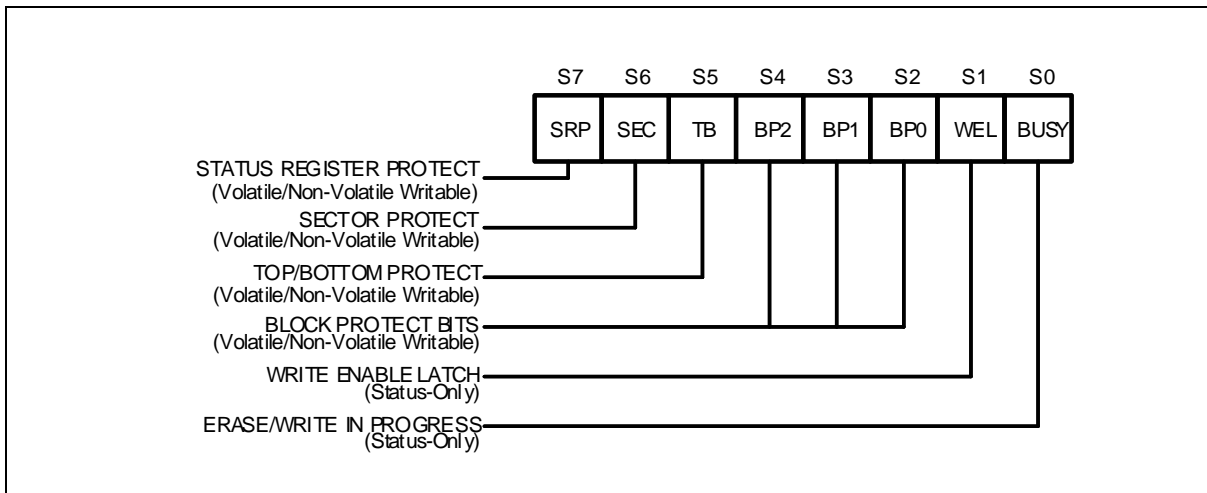 S7 S6 S5 S4 S3 S2 S1 S0
SRP SEC TB BP2 BP1 BP0 WEL BUSY
STATUS REGISTER PROTECT
(Volatile/Non-Volatile Writable)
SECTOR PROTECT
(Volatile/Non-Volatile Writable)
TOP/BOTTOM PROTECT
(Volatile/Non-Volatile Writable)
BLOCK PROTECT BITS
(Volatile/Non-Volatile Writable)
WRITE ENABLE LATCH
(Status-Only)
ERASE/WRITE IN PROGRESS
(Status-Only)